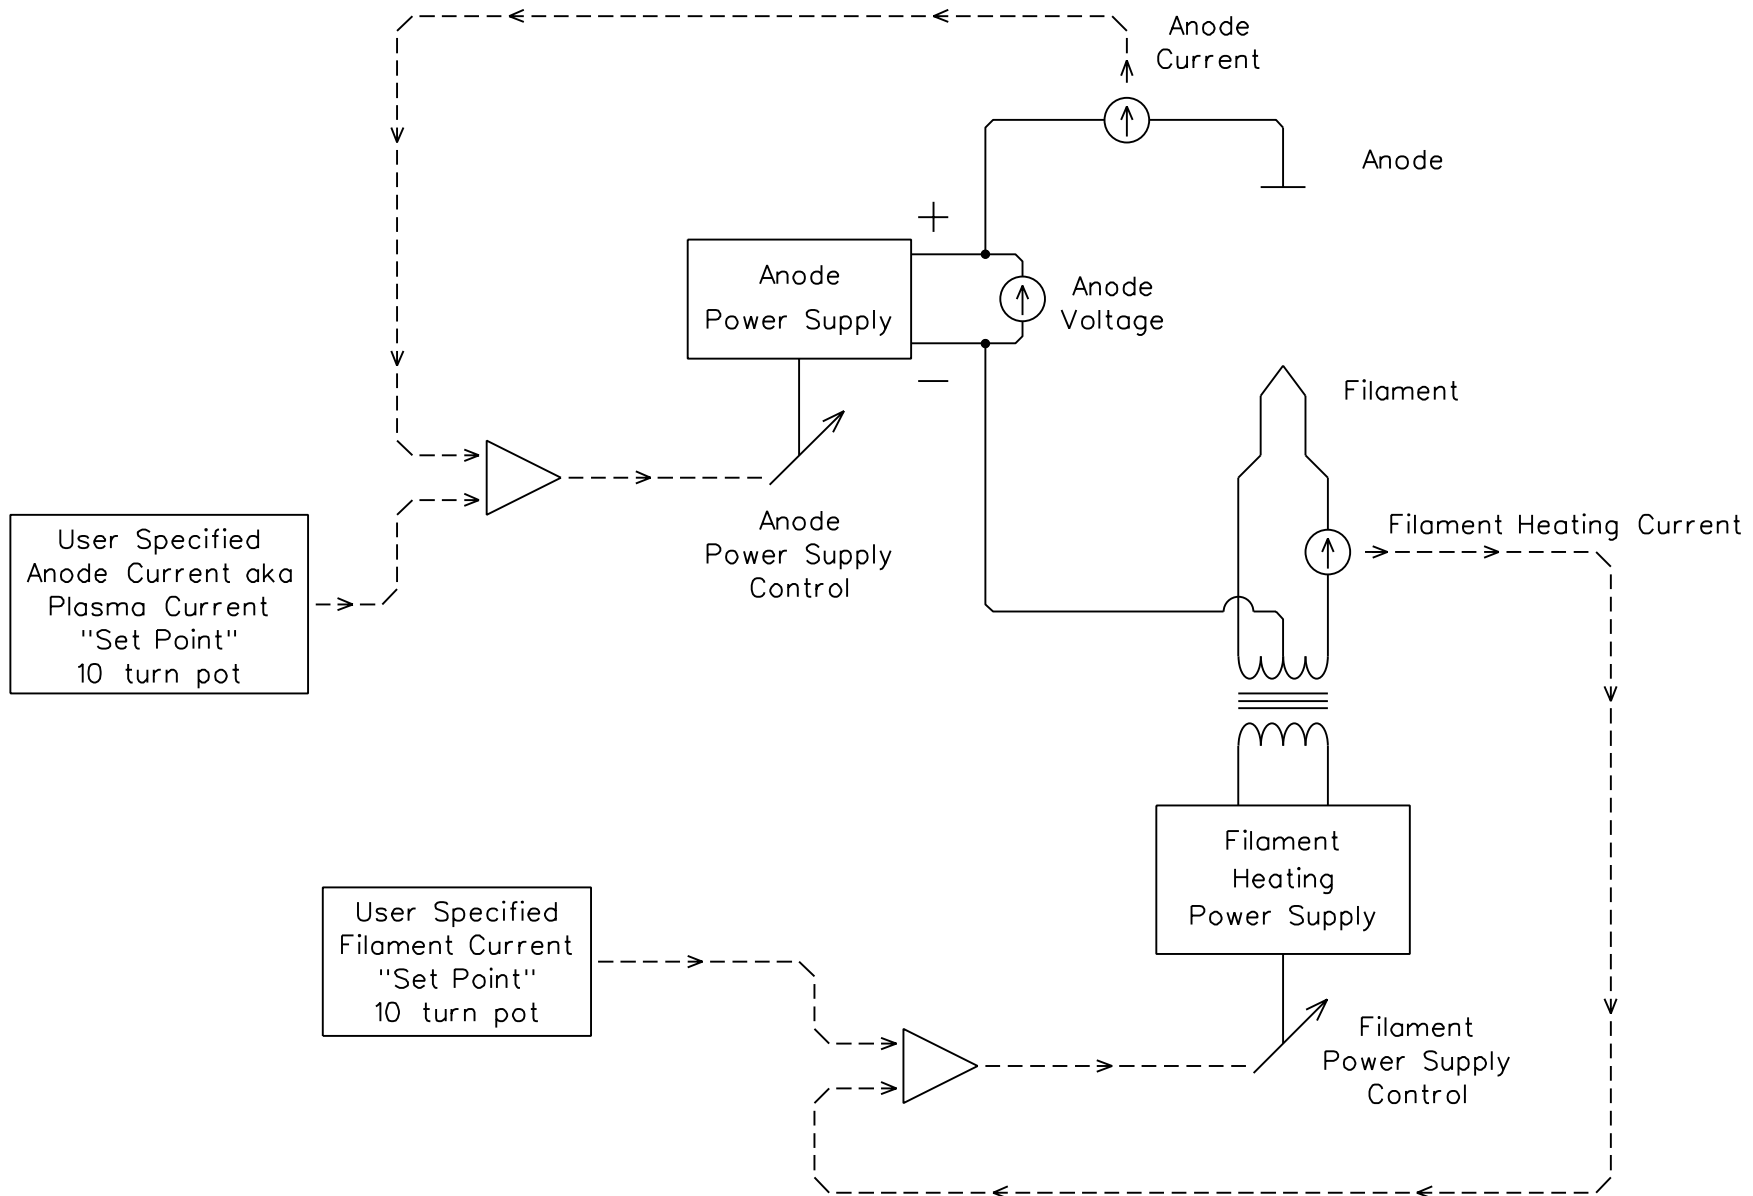 Anode
Current
Anode
+
Anode
Power Supply
Anode
Voltage
—
Filament
User Specified
Anode Current aka
Plasma Current
"Set Point"
10 turn pot
Anode
Power Supply
Control
Filament Heating Current
Filament
Heating
Power Supply
User Specified
Filament Current
"Set Point"
10 turn pot
Filament
Power Supply
Control